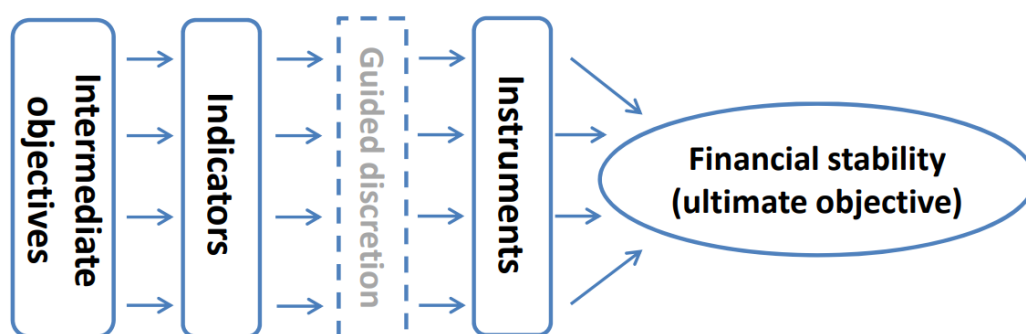 Intermediate
objectives
Indicators
Guided discretion
Instruments
Financial stability
(ultimate objective)